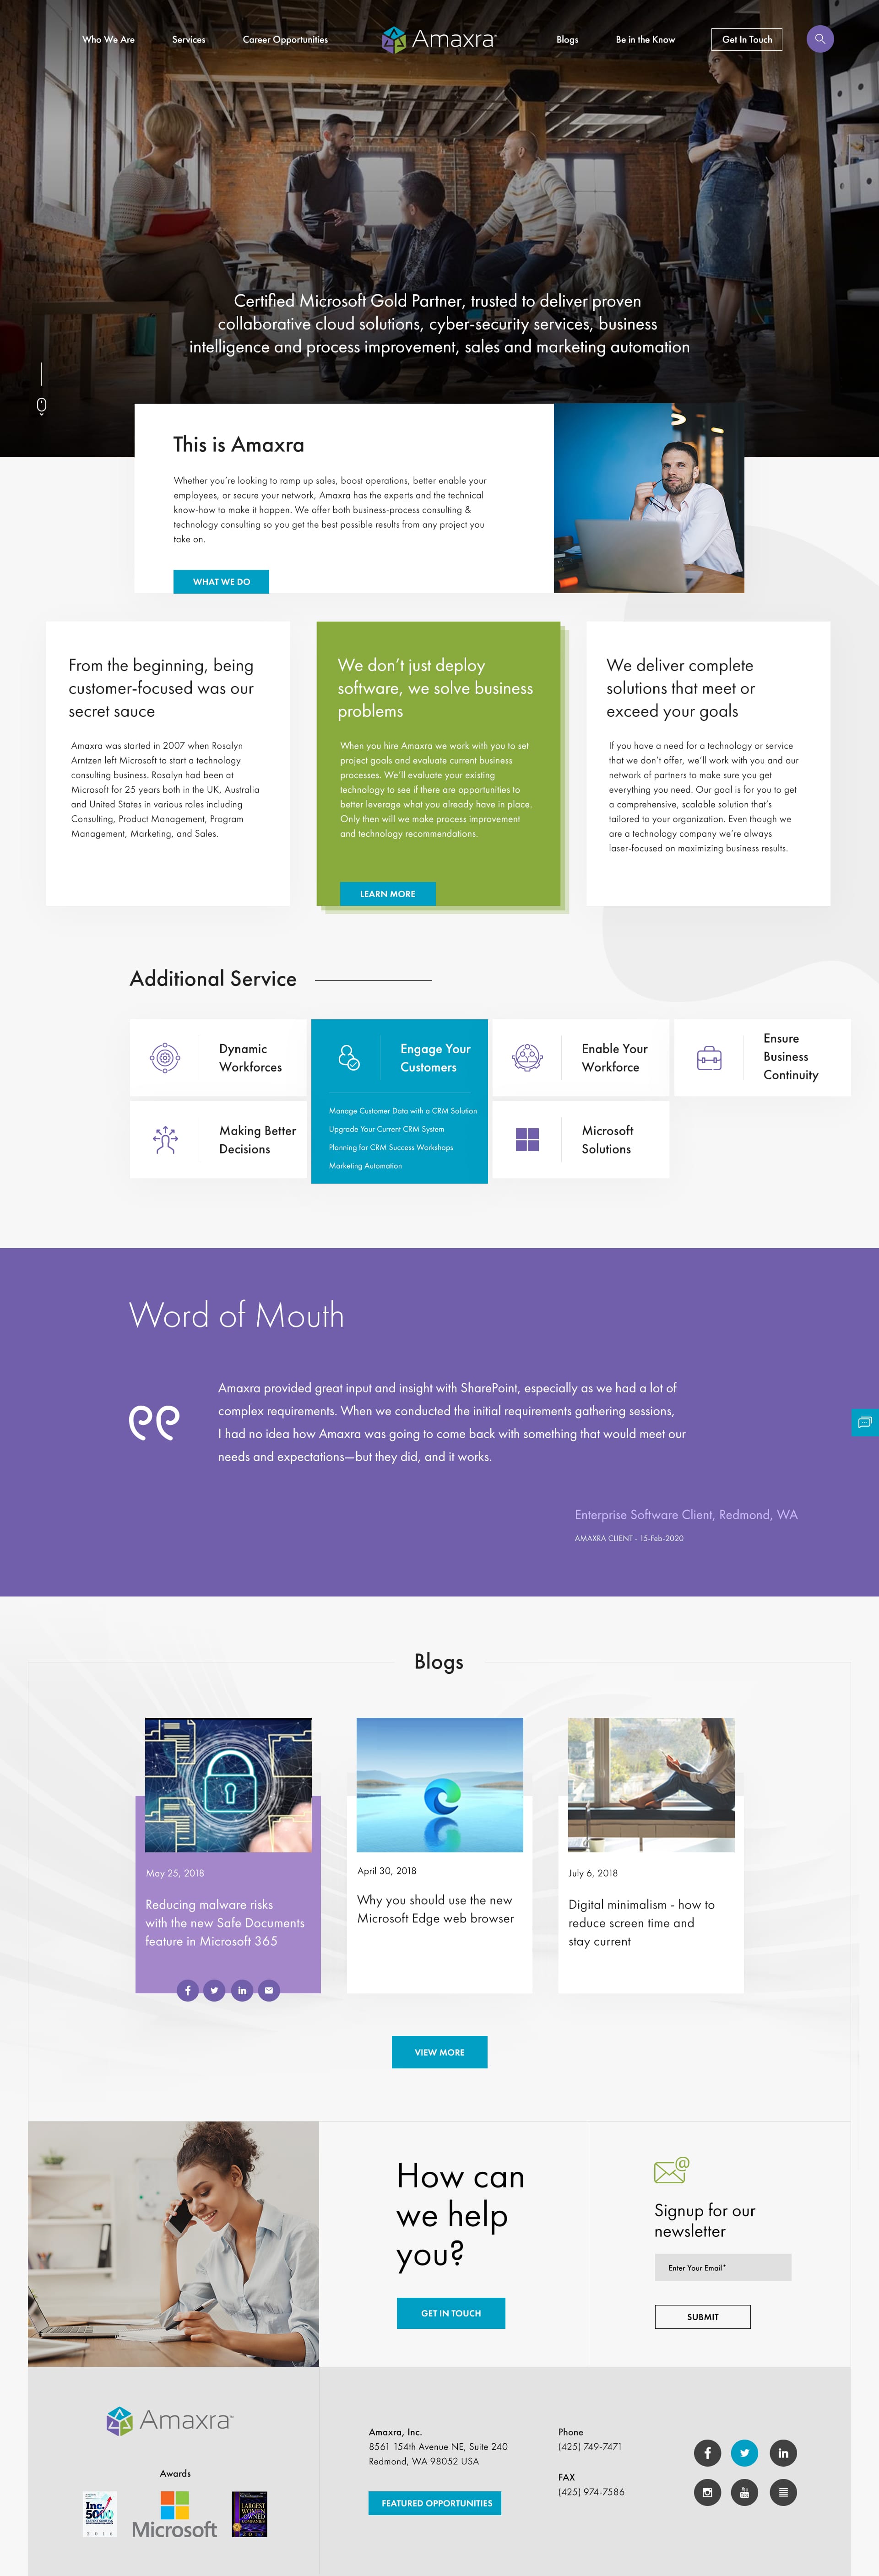 Who We Are
Services
Career Opportunities
Amaxra™
Blogs
Be in the Know
Get In Touch
Certified Microsoft Gold Partner, trusted to deliver proven
collaborative cloud solutions, cyber-security services, business
intelligence and process improvement, sales and marketing automation
This is Amaxra
Whether you're looking to ramp up sales, boost operations, better enable your
employees, or secure your network, Amaxra has the experts and the technical
know-how to make it happen. We offer both business-process consulting &
technology consulting so you get the best possible results from any project you
take on.
WHAT WE DO
From the beginning, being
customer-focused was our
secret sauce
Amaxra was started in 2007 when Rosalyn
Arntzen left Microsoft to start a technology
consulting business. Rosalyn had been at
Microsoft for 25 years both in the UK, Australia
and United States in various roles including
Consulting, Product Management, Program
Management, Marketing, and Sales.
We don't just deploy
software, we solve business
problems
When you hire Amaxra we work with you to set
project goals and evaluate current business
processes. We'll evaluate your existing
technology to see if there are opportunities to
better leverage what you already have in place.
Only then will we make process improvement
and technology recommendations.
LEARN MORE
We deliver complete
solutions that meet or
exceed your goals
If you have a need for a technology or service
that we don't offer, we'll work with you and our
network of partners to make sure you get
everything you need. Our goal is for you to get
a comprehensive, scalable solution that's
tailored to your organization. Even though we
are a technology company we're always
laser-focused on maximizing business results.
Additional Service
Dynamic
Workforces
Engage Your
Customers
Manage Customer Data with a CRM Solution
Upgrade Your Current CRM System
Planning for CRM Success Workshops
Marketing Automation
Enable Your
Workforce
Ensure
Business
Continuity
Making Better
Decisions
Microsoft
Solutions
Word of Mouth
Amaxra provided great input and insight with SharePoint, especially as we had a lot of
complex requirements. When we conducted the initial requirements gathering sessions,
I had no idea how Amaxra was going to come back with something that would meet our
needs and expectations—but they did, and it works.
Enterprise Software Client, Redmond, WA
AMAXRA CLIENT - 15-Feb-2020
Blogs
May 25, 2018
Reducing malware risks
with the new Safe Documents
feature in Microsoft 365
April 30, 2018
Why you should use the new
Microsoft Edge web browser
July 6, 2018
Digital minimalism - how to
reduce screen time and
stay current
VIEW MORE
How can
we help
you?
GET IN TOUCH
Signup for our
newsletter
Enter Your Email*
SUBMIT
Amaxra™
Awards
Inc.
5000
2016
Microsoft
LARGEST
WOMEN
-OWNED
COMPANIES
2017
Amaxra, Inc.
8561 154th Avenue NE, Suite 240
Redmond, WA 98052 USA
FEATURED OPPORTUNITIES
Phone
(425) 749-7471
FAX
(425) 974-7586